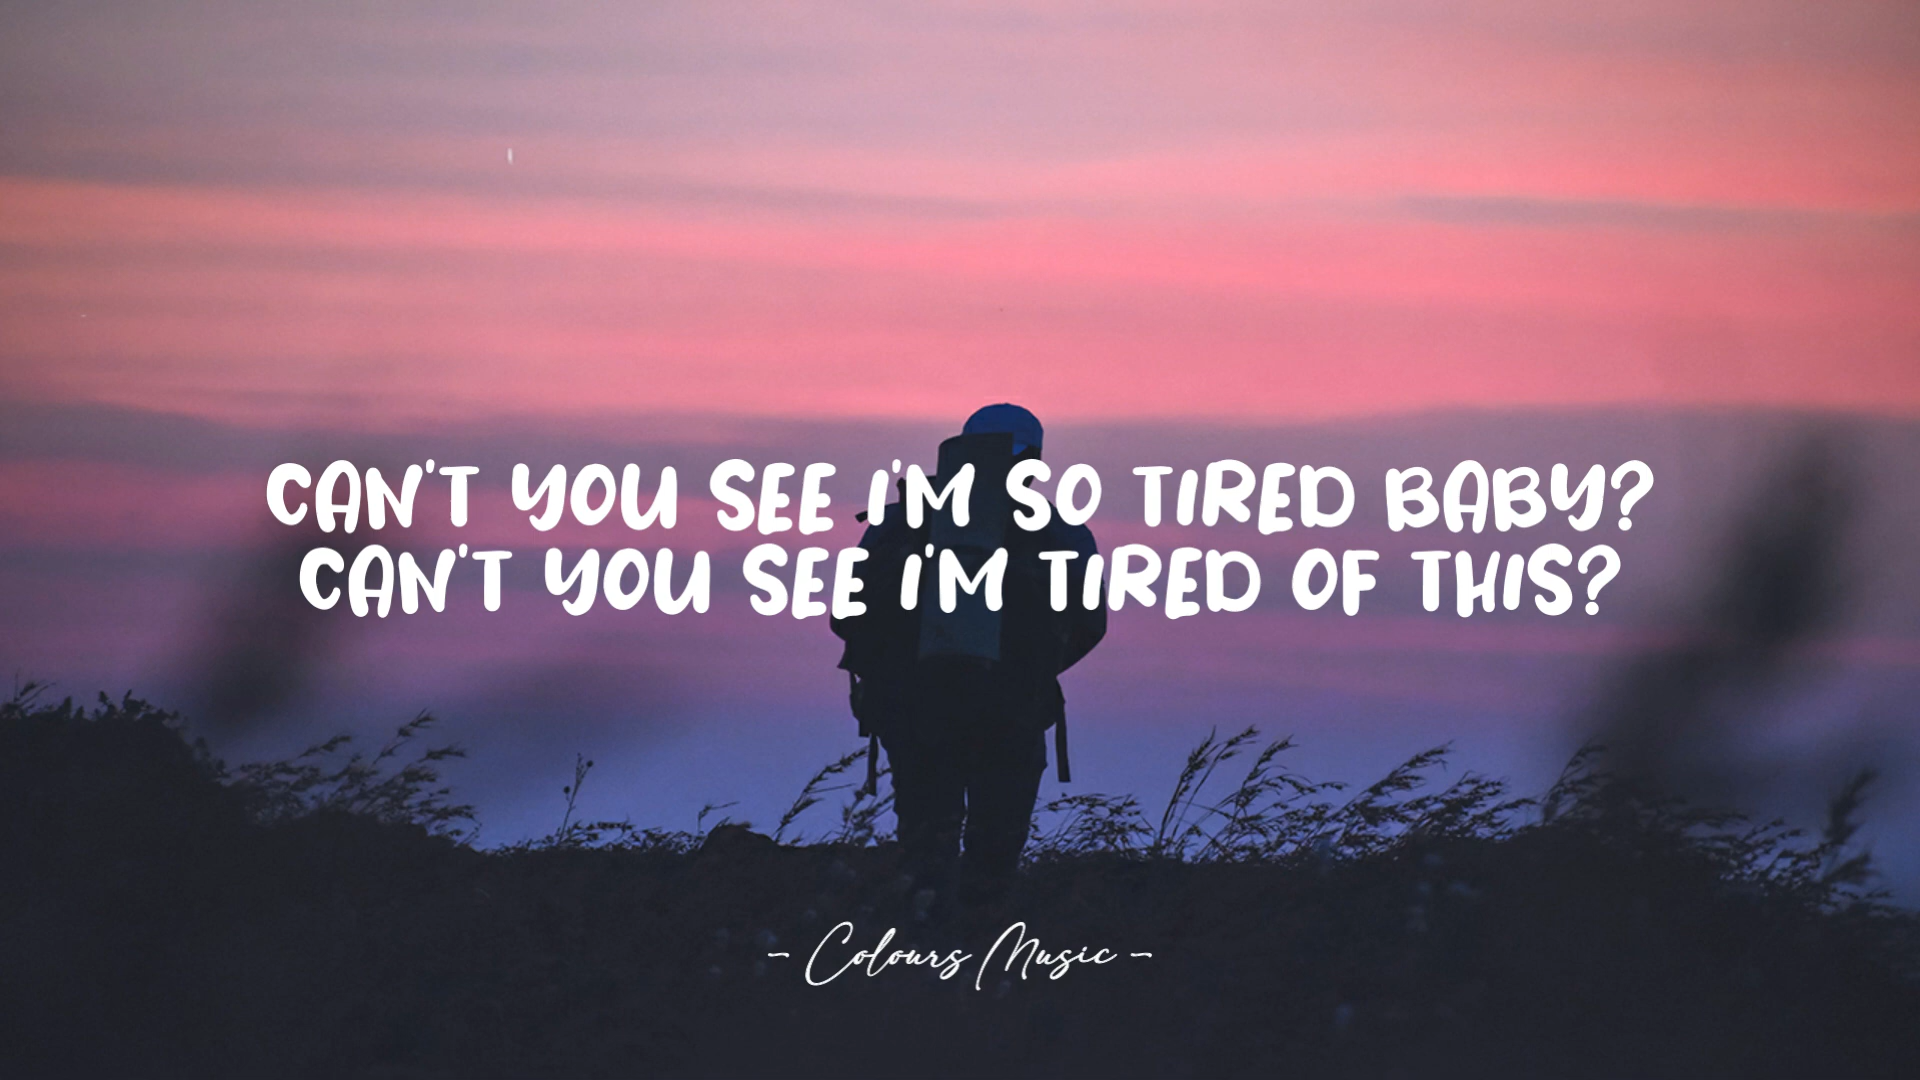 CAN'T YOU SEE I'M SO TIRED BABY?
CAN'T YOU SEE I'M TIRED OF THIS?
- Colours Music -